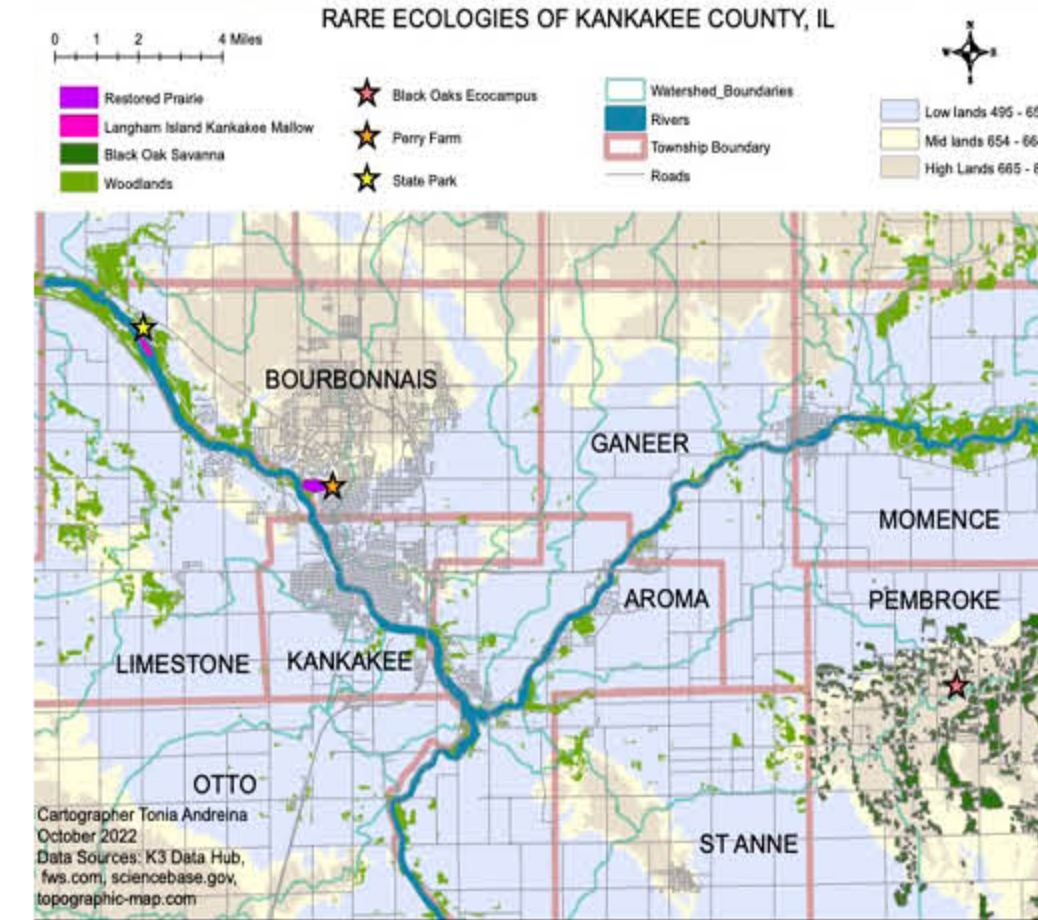 RARE ECOLOGIES OF KANKAKEE COUNTY, IL
0 1 2 4 Miles
N
Restored Prairie
Langham Island Kankakee Mallow
Black Oak Savanna
Woodlands
Black Oaks Ecocampus
Perry Farm
State Park
Watershed_Boundaries
Rivers
Township Boundary
Roads
Low lands 495 - 65
Mid lands 654 - 66
High Lands 665 - 8
BOURBONNAIS
GANEER
MOMENCE
AROMA
PEMBROKE
LIMESTONE
KANKAKEE
OTTO
ST ANNE
Cartographer Tonia Andreina
October 2022
Data Sources: K3 Data Hub,
fws.com, sciencebase.gov,
topographic-map.com